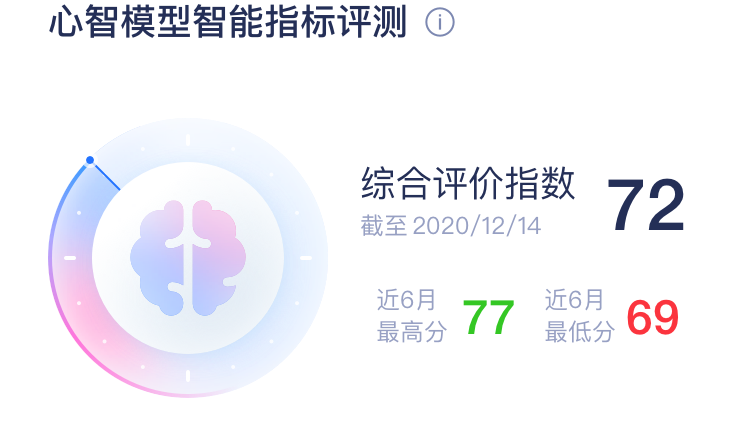 心智模型智能指标评测
综合评价指数
截至 2020/12/14
72
近6月
最高分
77
近6月
最低分
69